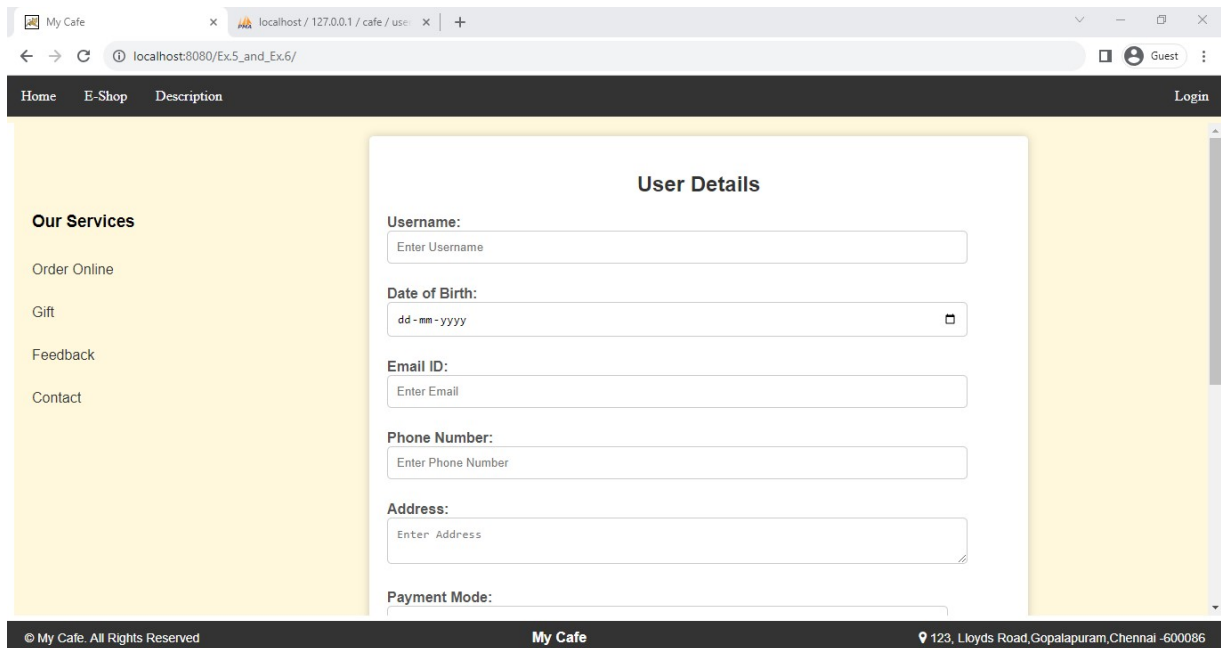 My Cafe
localhost / 127.0.0.1 / cafe / use
localhost:8080/Ex.5_and_Ex.6/
Guest
Home E-Shop Description Login
User Details
Our Services
Order Online
Gift
Feedback
Contact
Username:
Enter Username
Date of Birth:
dd-mm-yyyy
Email ID:
Enter Email
Phone Number:
Enter Phone Number
Address:
Enter Address
Payment Mode:
© My Cafe. All Rights Reserved
My Cafe
123, Lloyds Road,Gopalapuram,Chennai -600086